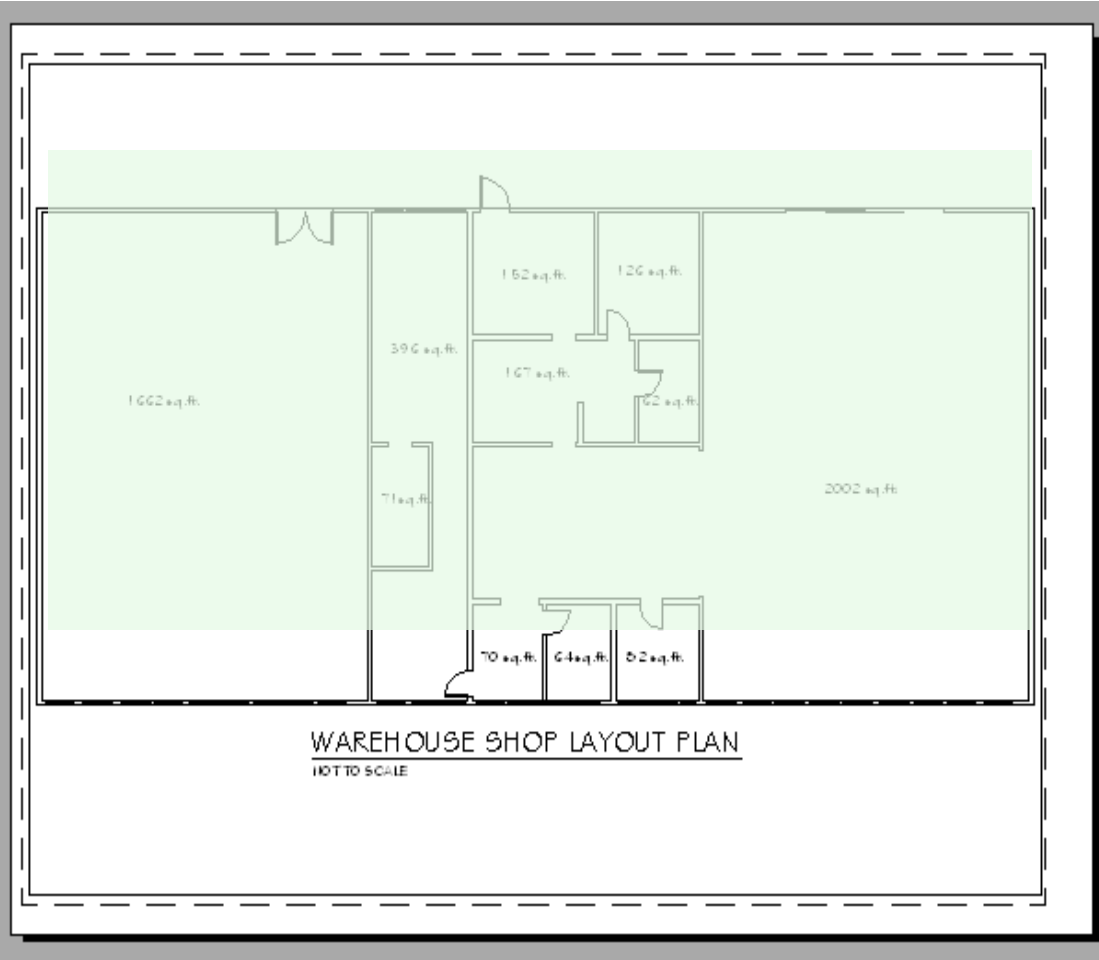 152 sq.ft.
126 sq.ft.
396 sq.ft.
167 sq.ft.
1662 sq.ft.
62 sq.ft.
71 sq.ft.
2002 sq.ft.
70 sq.ft.
64 sq.ft.
82 sq.ft.
WAREHOUSE SHOP LAYOUT PLAN
NOT TO SCALE